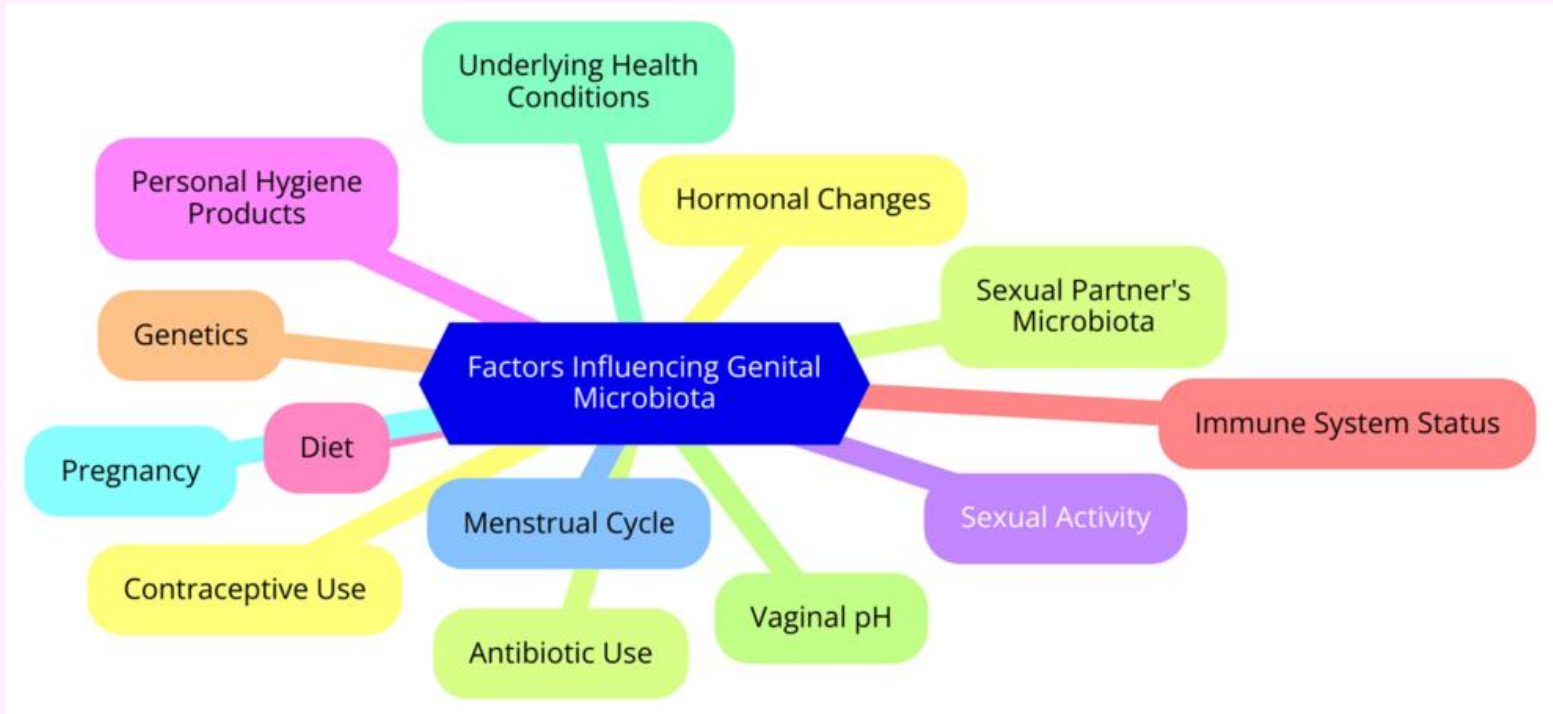 Underlying Health
Conditions
Personal Hygiene
Products
Hormonal Changes
Sexual Partner's
Microbiota
Genetics
Factors Influencing Genital
Microbiota
Immune System Status
Diet
Pregnancy
Menstrual Cycle
Sexual Activity
Contraceptive Use
Vaginal pH
Antibiotic Use